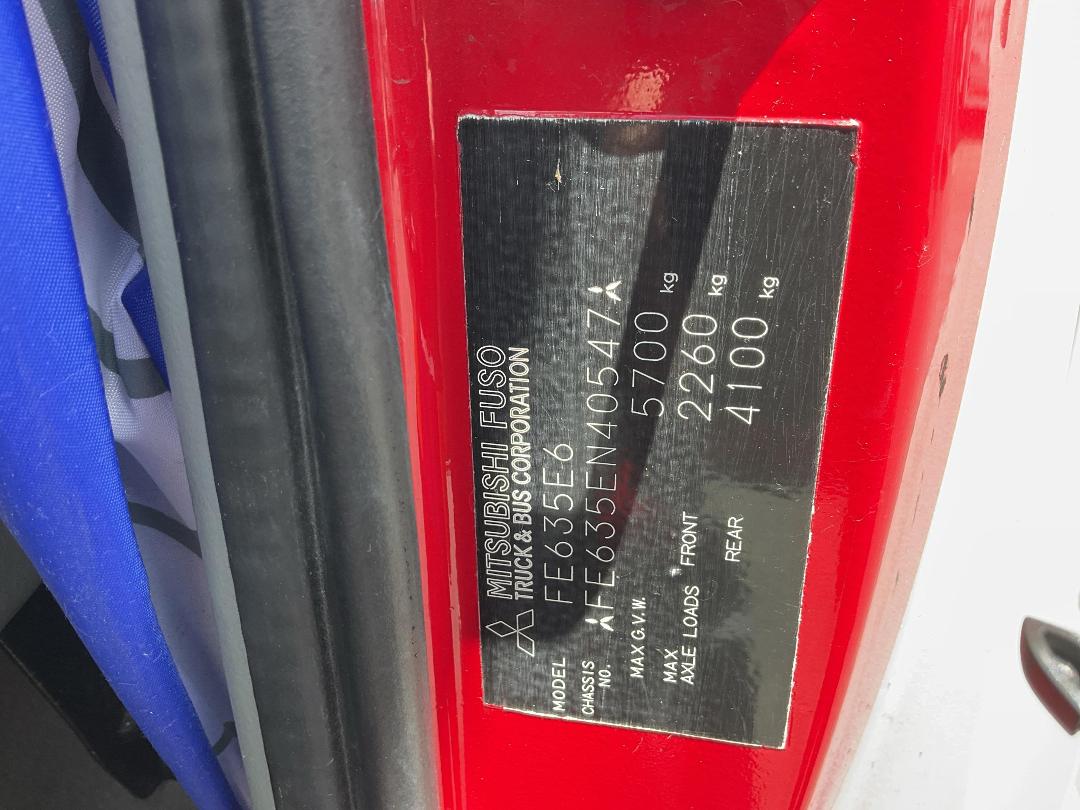 MITSUBISHI FUSO
TRUCK & BUS CORPORATION
MODEL FE635E6
CHASSIS NO. FE635EN40547
MAX G.V.W. 5700 kg
MAX AXLE LOADS FRONT 2260 kg
REAR 4100 kg